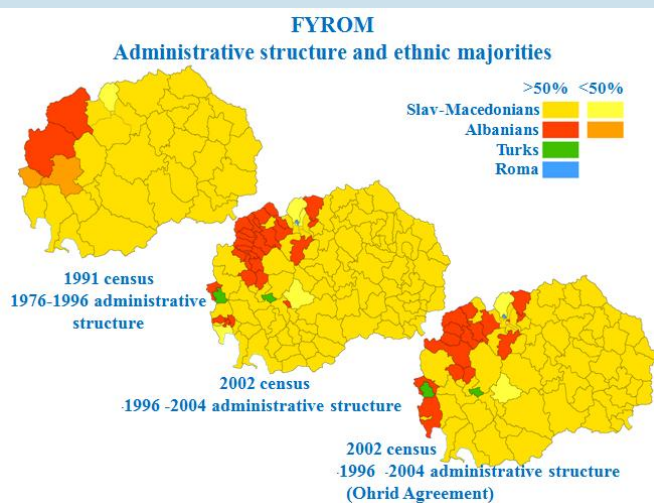 FYROM
Administrative structure and ethnic majorities
>50% <50%
Slav-Macedonians
Albanians
Turks
Roma
1991 census
1976-1996 administrative
structure
2002 census
-1996 -2004 administrative structure
2002 census
-1996 -2004 administrative structure
(Ohrid Agreement)